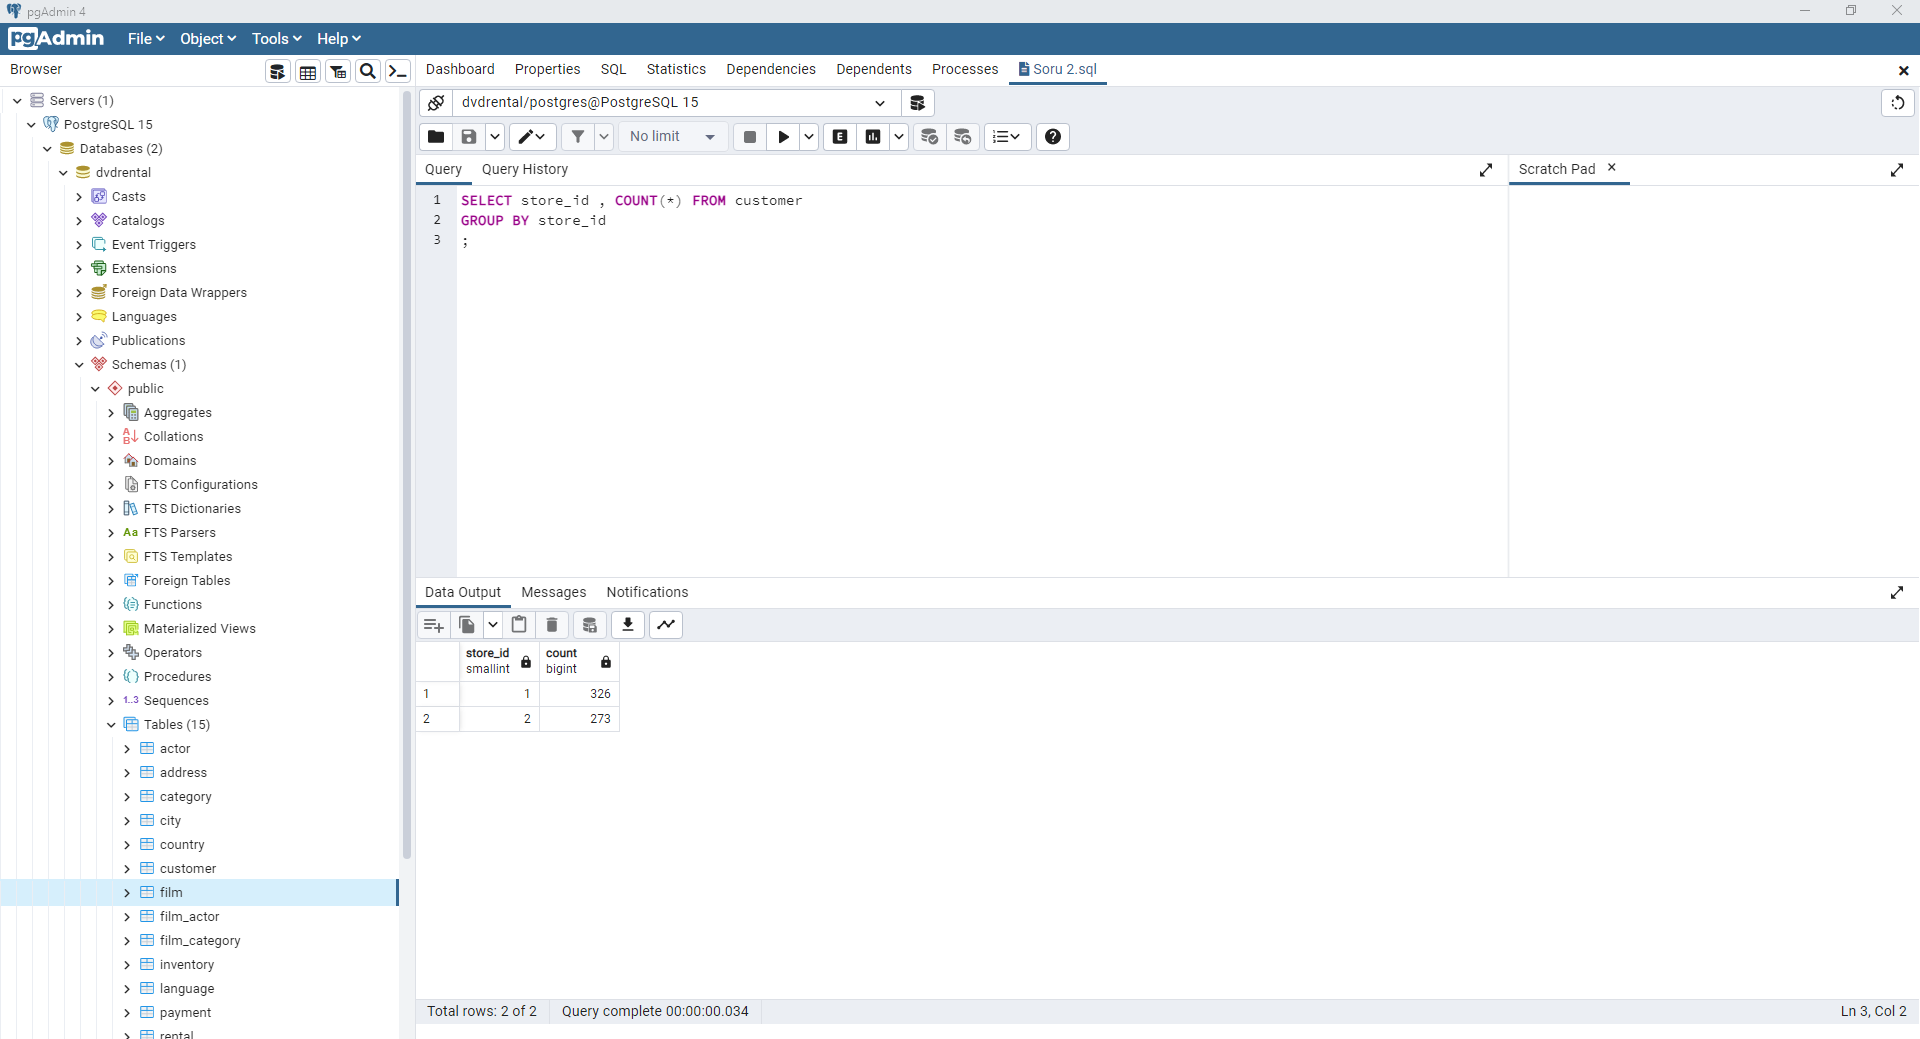 pgAdmin 4
pgAdmin File Object Tools Help
Browser
Dashboard Properties SQL Statistics Dependencies Dependents Processes Soru 2.sql
Servers (1)
PostgreSQL 15
Databases (2)
dvdrental
Casts
Catalogs
Event Triggers
Extensions
Foreign Data Wrappers
Languages
Publications
Schemas (1)
public
Aggregates
Collations
Domains
FTS Configurations
FTS Dictionaries
Aa FTS Parsers
FTS Templates
Foreign Tables
Functions
Materialized Views
Operators
Procedures
1..3 Sequences
Tables (15)
actor
address
category
city
country
customer
film
film_actor
film_category
inventory
language
payment
rental
dvdrental/postgres@PostgreSQL 15
No limit E
Query Query History
Scratch Pad
1 SELECT store_id , COUNT(*) FROM customer
2 GROUP BY store_id
3 ;
Data Output Messages Notifications
store_id count
smallint bigint
1 1 326
2 2 273
Total rows: 2 of 2 Query complete 00:00:00.034 Ln 3, Col 2